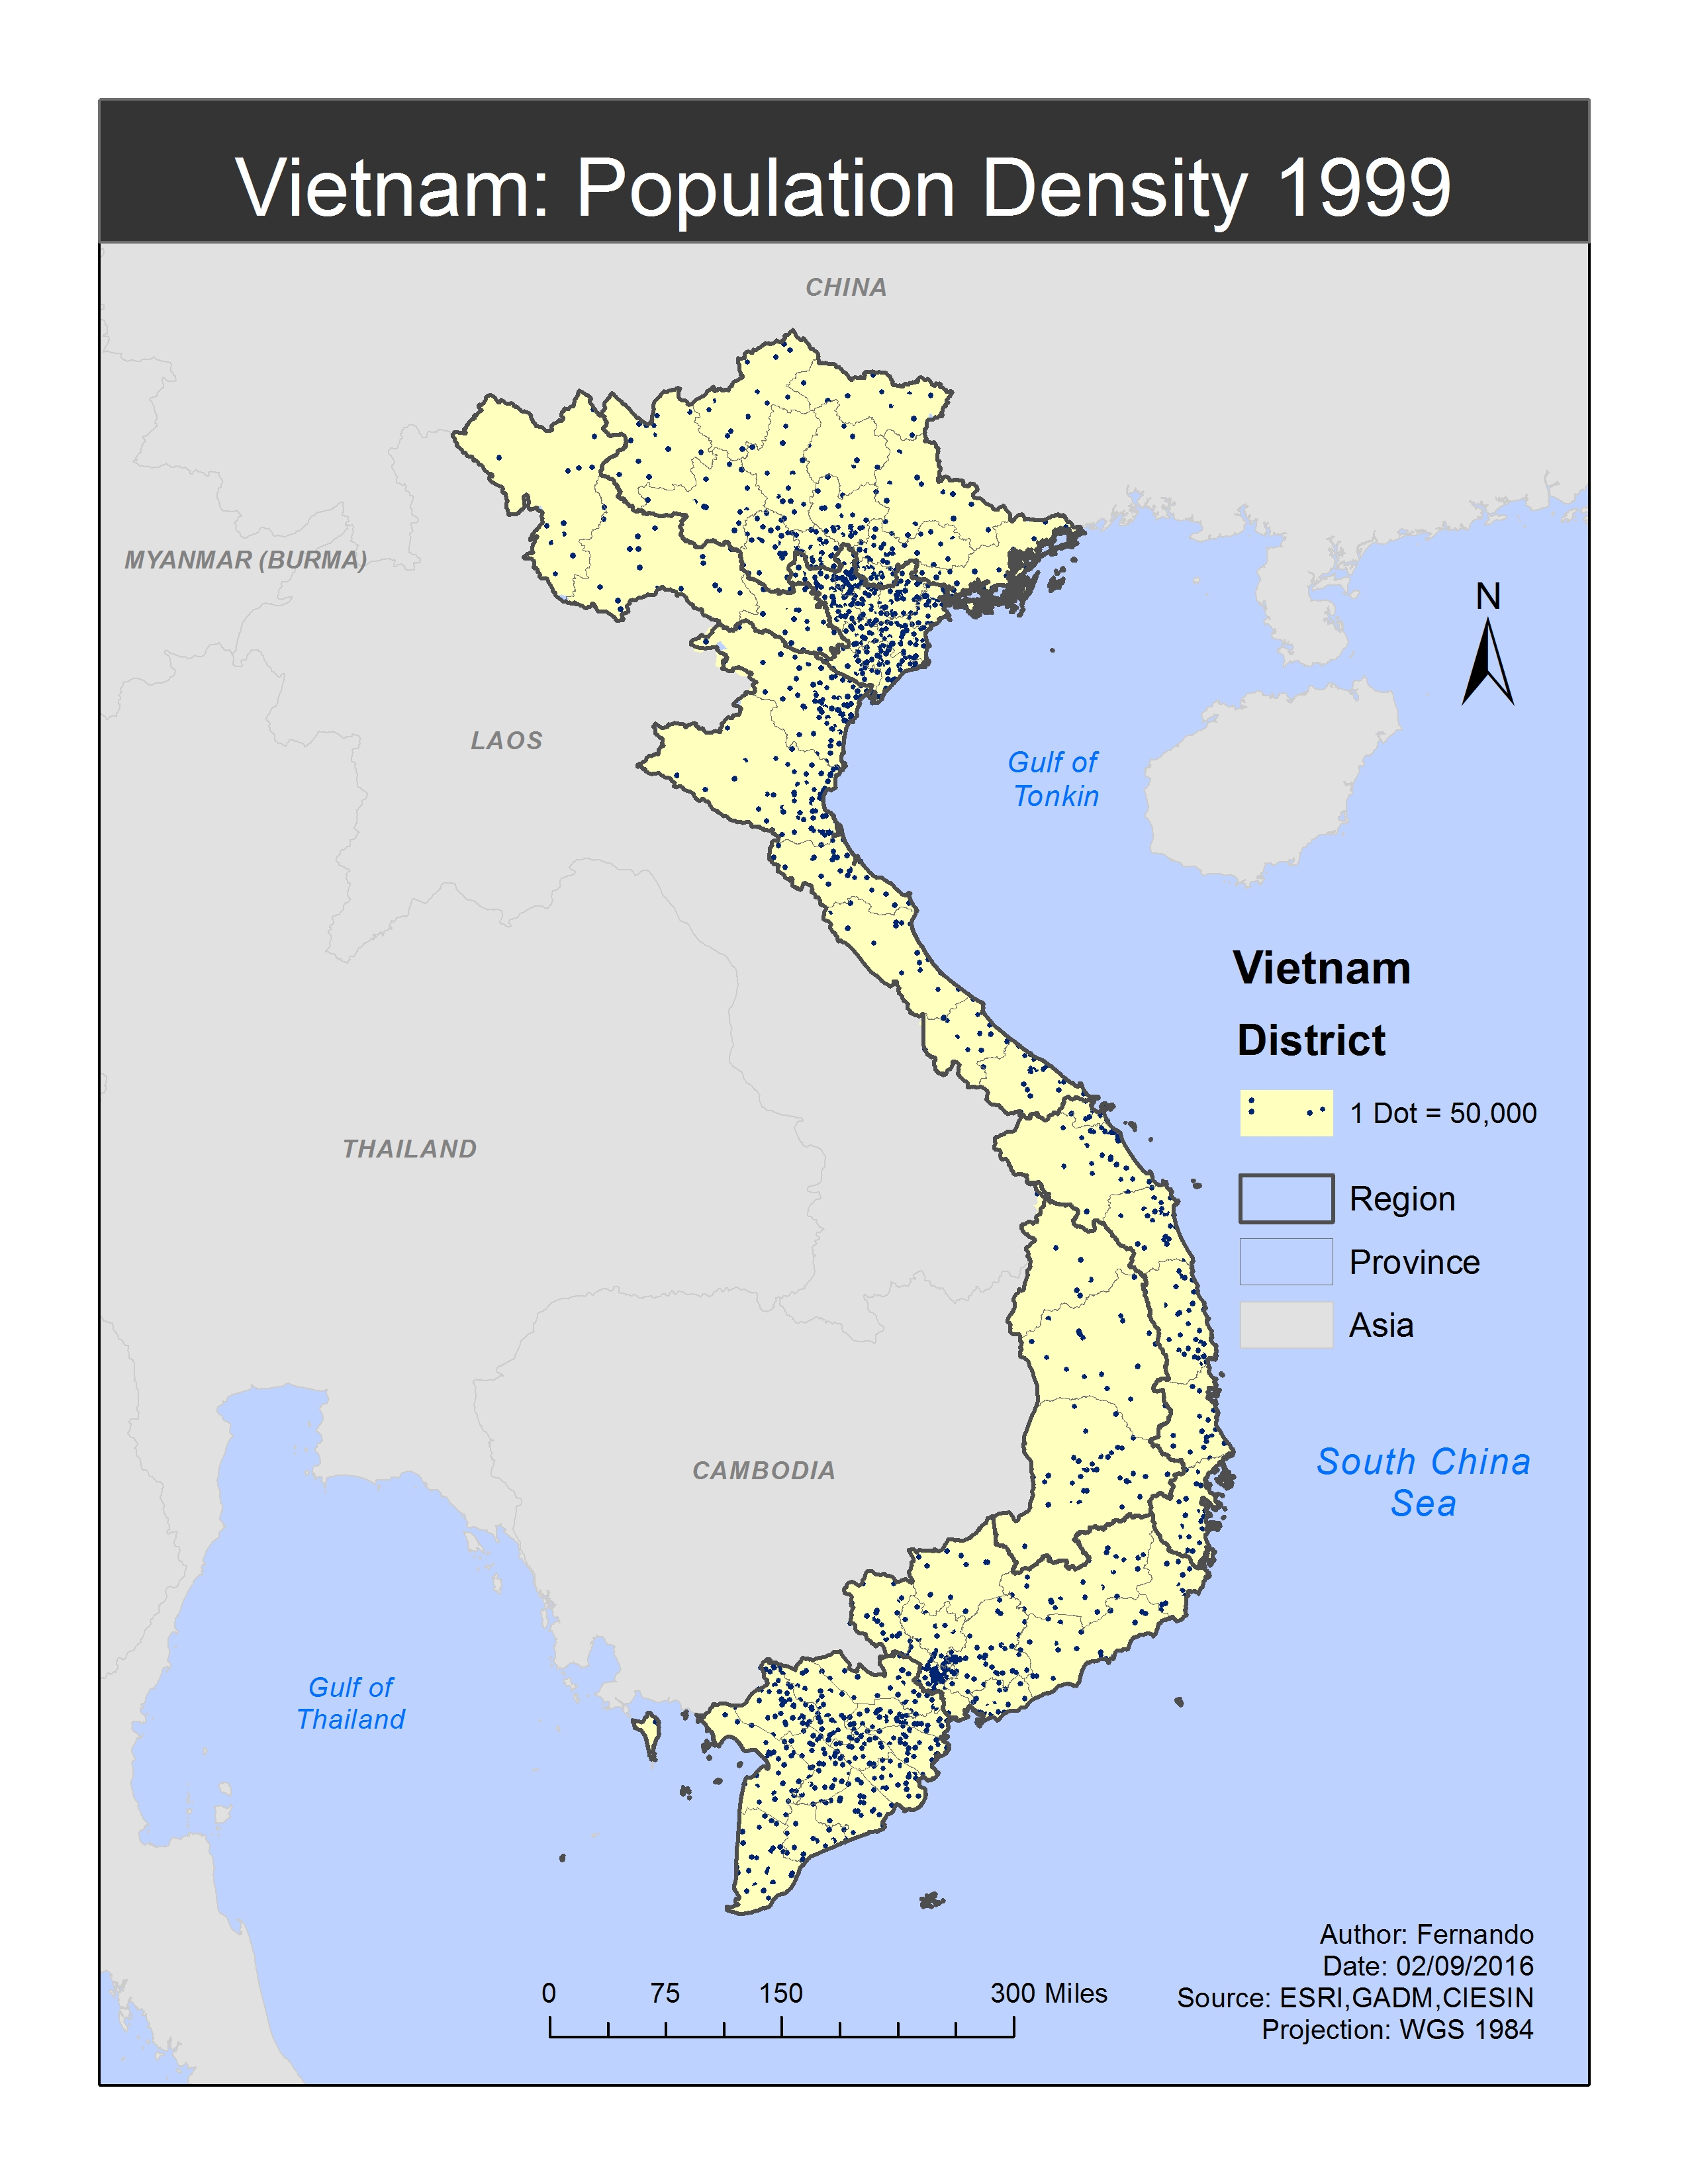 Vietnam: Population Density 1999
CHINA
MYANMAR (BURMA)
N
LAOS
Gulf of
Tonkin
Vietnam
District
1 Dot = 50,000
THAILAND
Region
Province
Asia
CAMBODIA
South China
Sea
Gulf of
Thailand
Author: Fernando
Date: 02/09/2016
Source: ESRI,GADM,CIESIN
Projection: WGS 1984
0 75 150 300 Miles